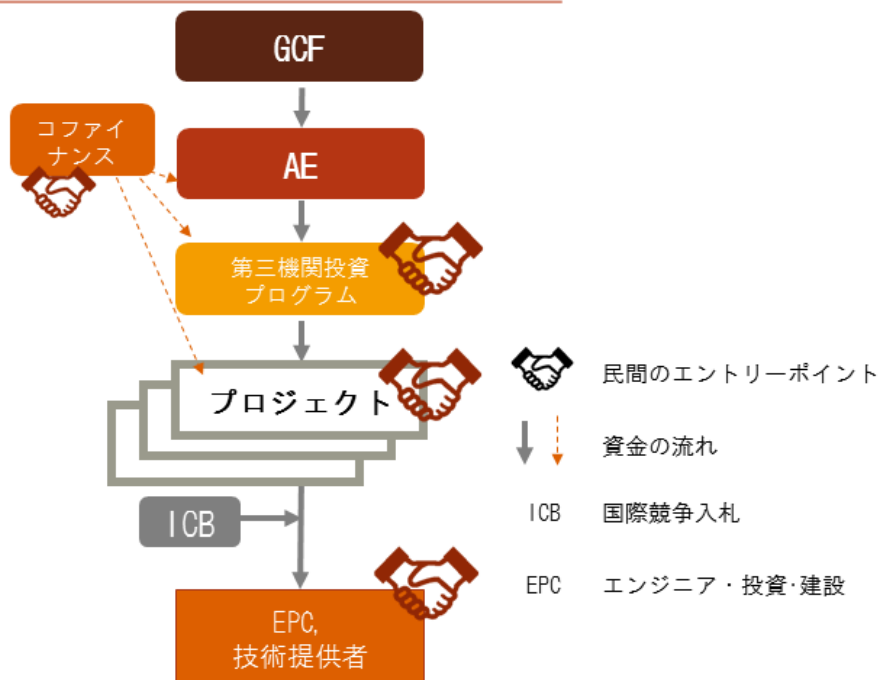 GCF
コファイ
ナンス
AE
第三機関投資
プログラム
プロジェクト
民間のエントリーポイント
資金の流れ
ICB
ICB 国際競争入札
EPC エンジニア・投資・建設
EPC,
技術提供者